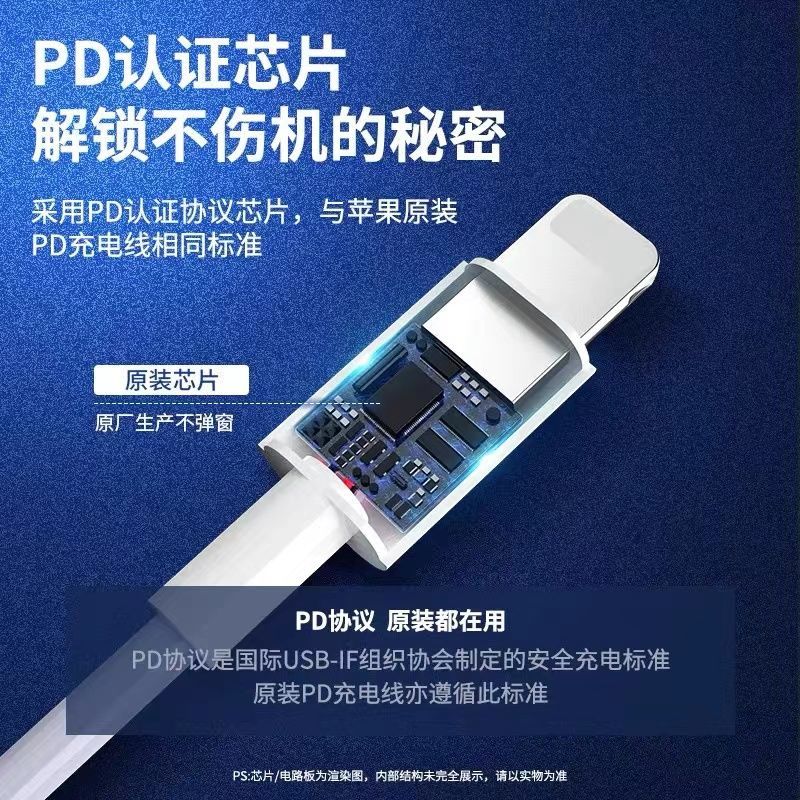 PD认证芯片
解锁不伤机的秘密
采用PD认证协议芯片，与苹果原装
PD充电线相同标准
原装芯片
原厂生产不弹窗
PD协议 原装都在用
PD协议是国际USB-IF组织协会制定的安全充电标准
原装PD充电线亦遵循此标准
PS:芯片/电路板为渲染图，内部结构未完全展示，请以实物为准